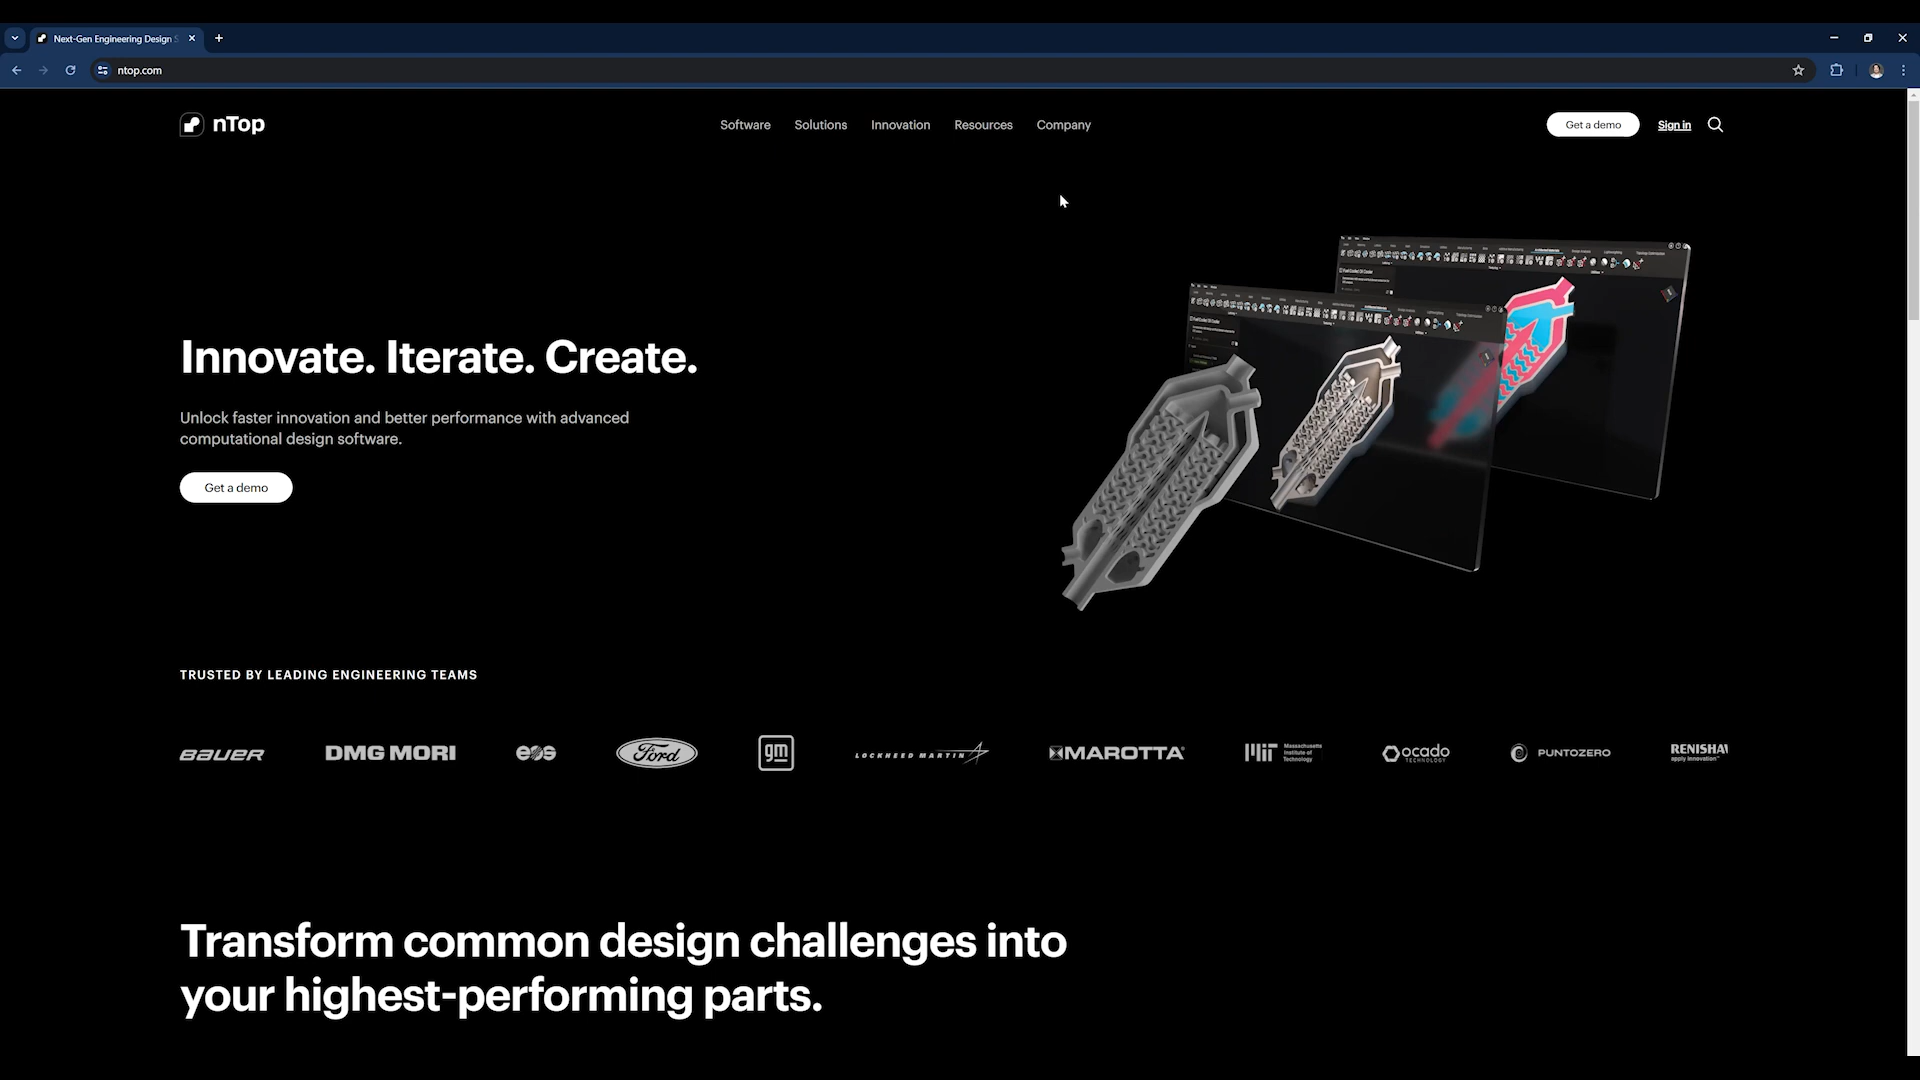 Next-Gen Engineering Design S
ntop.com
nTop
Software
Solutions
Innovation
Resources
Company
Get a demo
Sign in
Innovate. Iterate. Create.
Unlock faster innovation and better performance with advanced
computational design software.
Get a demo
TRUSTED BY LEADING ENGINEERING TEAMS
BAUER
DMG MORI
eos
Ford
gm
LOCKHEED MARTIN
MAROTTA
MIT Massachusetts
Institute of
Technology
ocado
TECHNOLOGY
PUNTOZERO
RENISHAW
apply innovation™
Transform common design challenges into
your highest-performing parts.